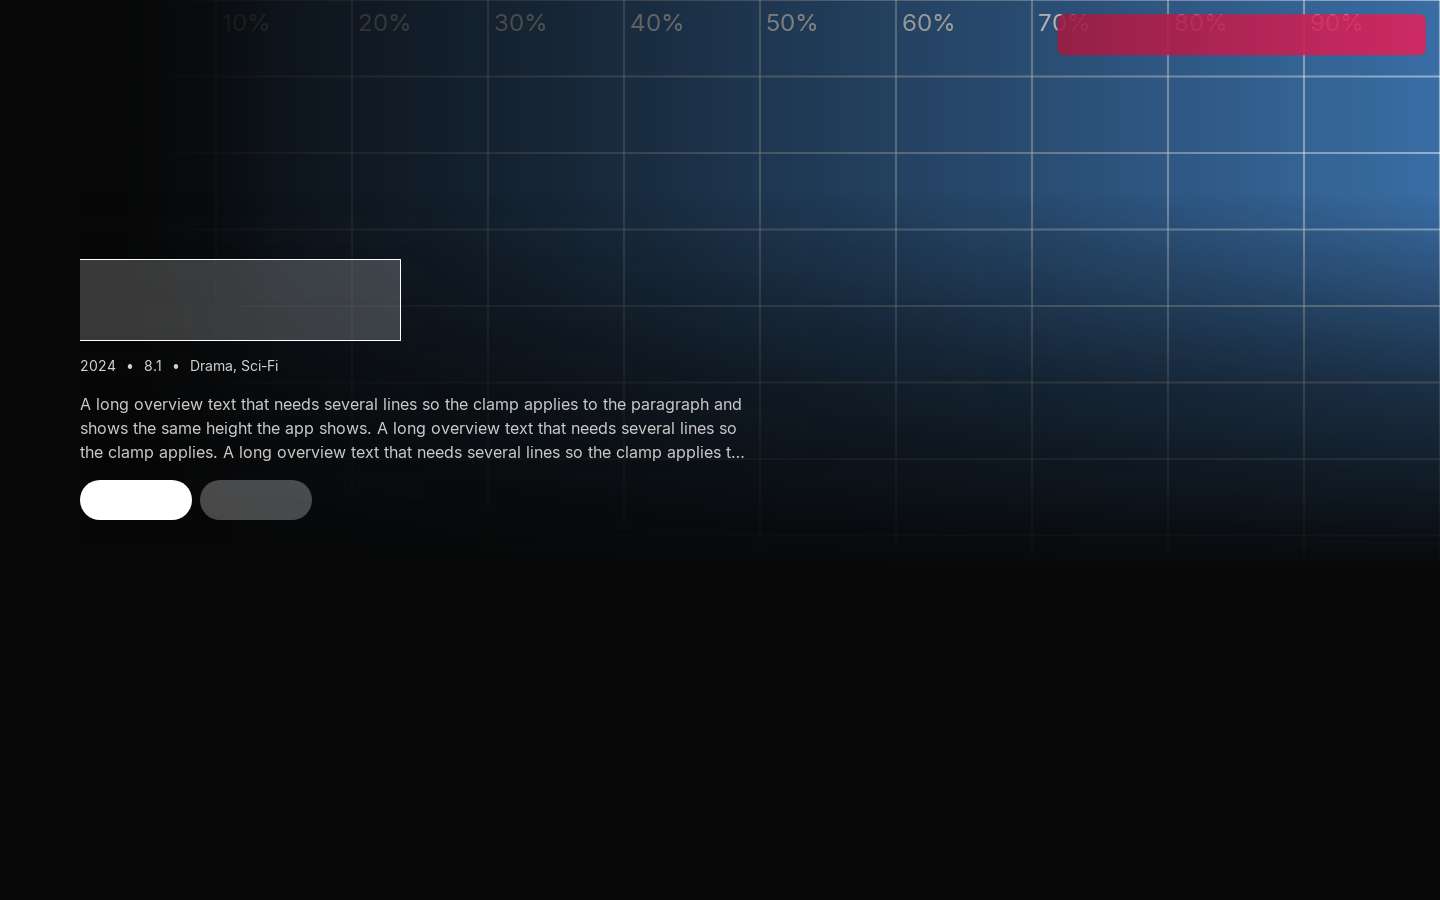 10% 20% 30% 40% 50% 60% 70% 80% 90%
2024 • 8.1 • Drama, Sci-Fi
A long overview text that needs several lines so the clamp applies to the paragraph and
shows the same height the app shows. A long overview text that needs several lines so
the clamp applies. A long overview text that needs several lines so the clamp applies t...